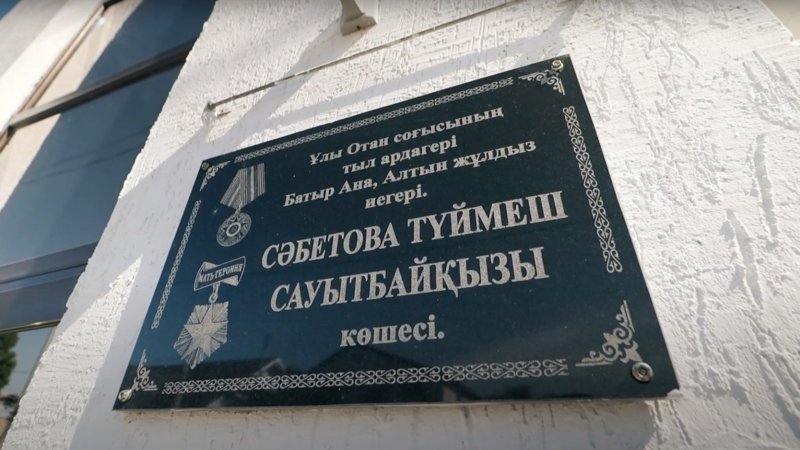 Ұлы Отан соғысының
тыл ардагері
Батыр Ана, Алтын жұлдыз
иегері.
СӘБЕТОВА ТҮЙМЕШ
САУЫТБАЙҚЫЗЫ
көшесі.
МАТЬ-ГЕРОИНЯ